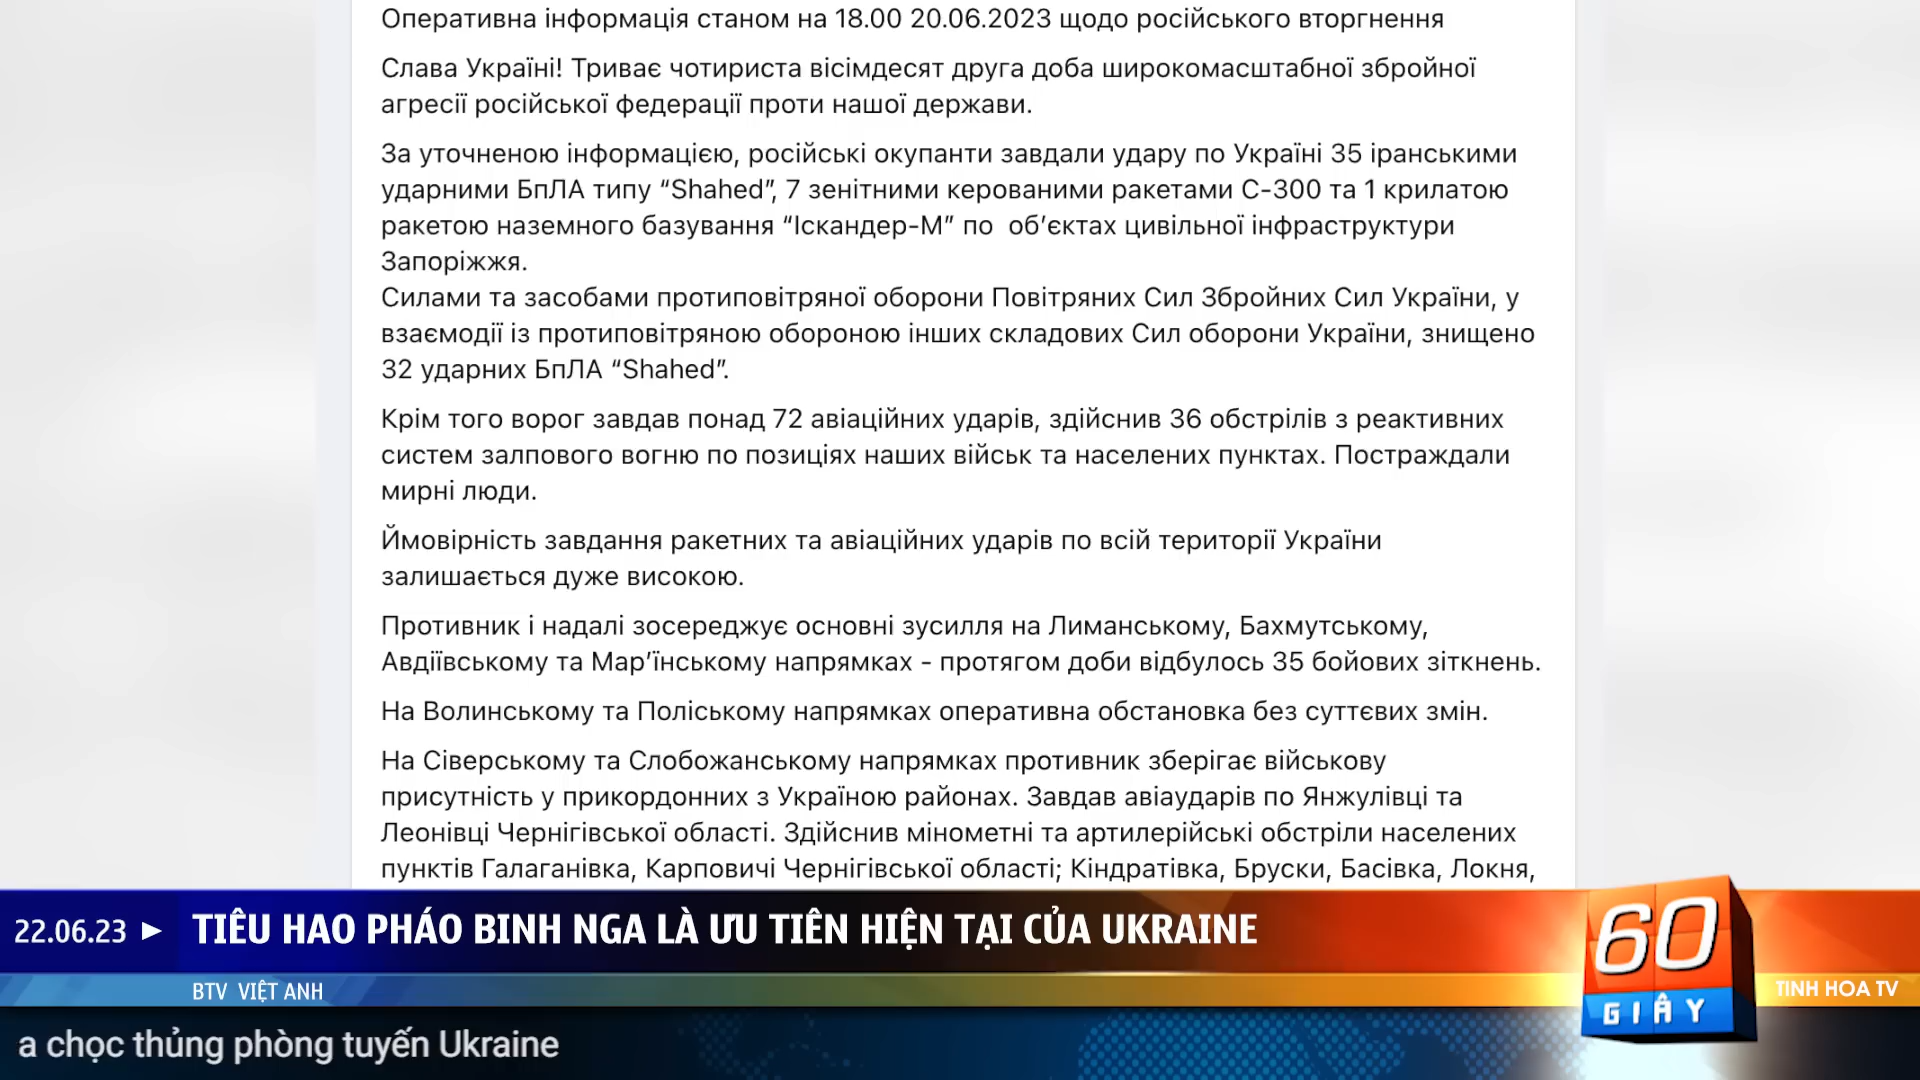 Оперативна інформація станом на 18.00 20.06.2023 щодо російського вторгнення
Слава Україні! Триває чотириста вісімдесят друга доба широкомасштабної збройної
агресії російської федерації проти нашої держави.
За уточненою інформацією, російські окупанти завдали удару по Україні 35 іранськими
ударними БпЛА типу “Shahed”, 7 зенітними керованими ракетами С-300 та 1 крилатою
ракетою наземного базування “Іскандер-М” по  об’єктах цивільної інфраструктури
Запоріжжя.
Силами та засобами протиповітряної оборони Повітряних Сил Збройних Сил України, у
взаємодії із протиповітряною обороною інших складових Сил оборони України, знищено
32 ударних БпЛА “Shahed”.
Крім того ворог завдав понад 72 авіаційних ударів, здійснив 36 обстрілів з реактивних
систем залпового вогню по позиціях наших військ та населених пунктах. Постраждали
мирні люди.
Ймовірність завдання ракетних та авіаційних ударів по всій території України
залишається дуже високою.
Противник і надалі зосереджує основні зусилля на Лиманському, Бахмутському,
Авдіївському та Мар’їнському напрямках - протягом доби відбулось 35 бойових зіткнень.
На Волинському та Поліському напрямках оперативна обстановка без суттєвих змін.
На Сіверському та Слобожанському напрямках противник зберігає військову
присутність у прикордонних з Україною районах. Завдав авіаударів по Янжулівці та
Леонівці Чернігівської області. Здійснив мінометні та артилерійські обстріли населених
пунктів Галаганівка, Карповичі Чернігівської області; Кіндратівка, Бруски, Басівка, Локня,
22.06.23 ► TIÊU HAO PHÁO BINH NGA LÀ ƯU TIÊN HIỆN TẠI CỦA UKRAINE
BTV VIỆT ANH
60
GIÂY
TINH HOA TV
a chọc thủng phòng tuyến Ukraine